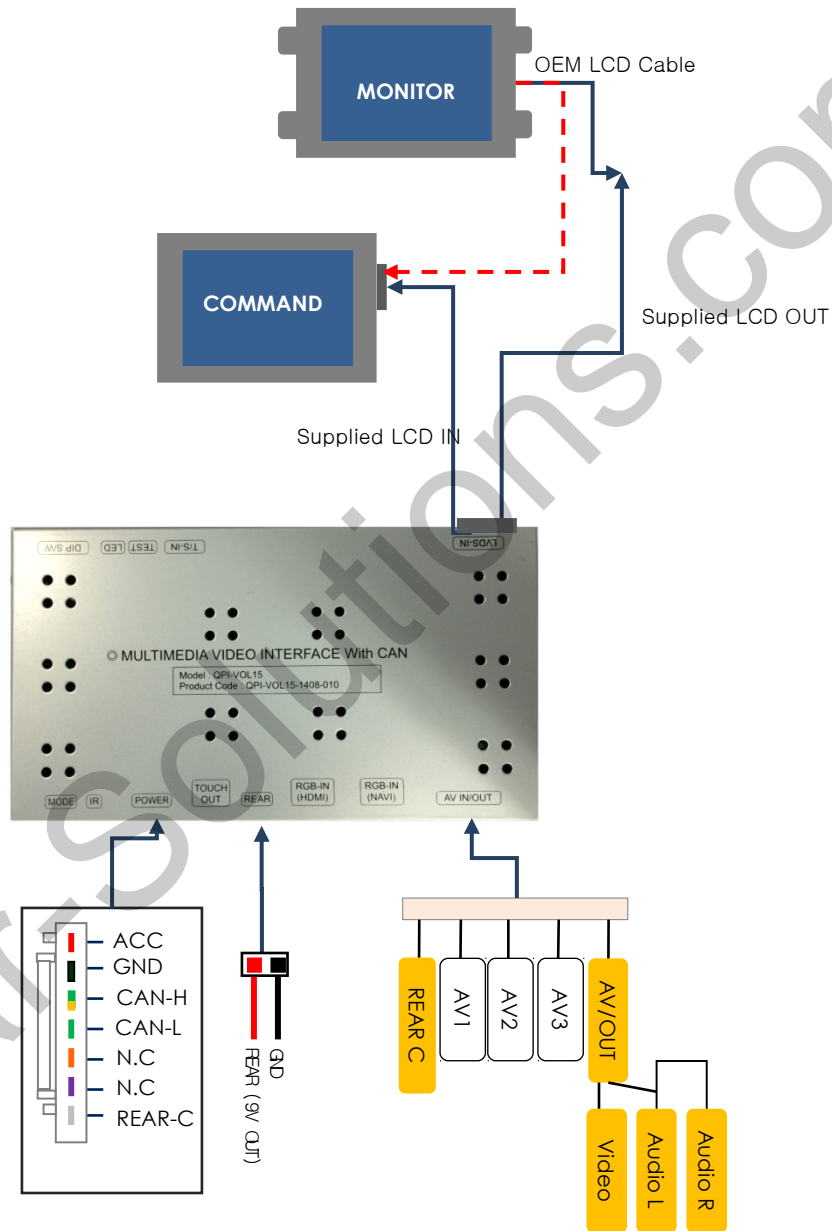 OEM LCD Cable
MONITOR
COMMAND
Supplied LCD OUT
Supplied LCD IN
DIP S/W
LED
TEST
T/S-IN
LVDS-IN
MULTIMEDIA VIDEO INTERFACE With CAN
Model : QPI-VOL15
Product Code : QPI-VOL15-1408-010
MODE
IR
POWER
TOUCH
OUT
REAR
RGB-IN
(HDMI)
RGB-IN
(NAVI)
AV IN/OUT
ACC
GND
CAN-H
CAN-L
N.C
N.C
REAR-C
REAR (9V OUT)
GND
REAR C
AV1
AV2
AV3
AV/OUT
Video
Audio L
Audio R
r-Solutions.co